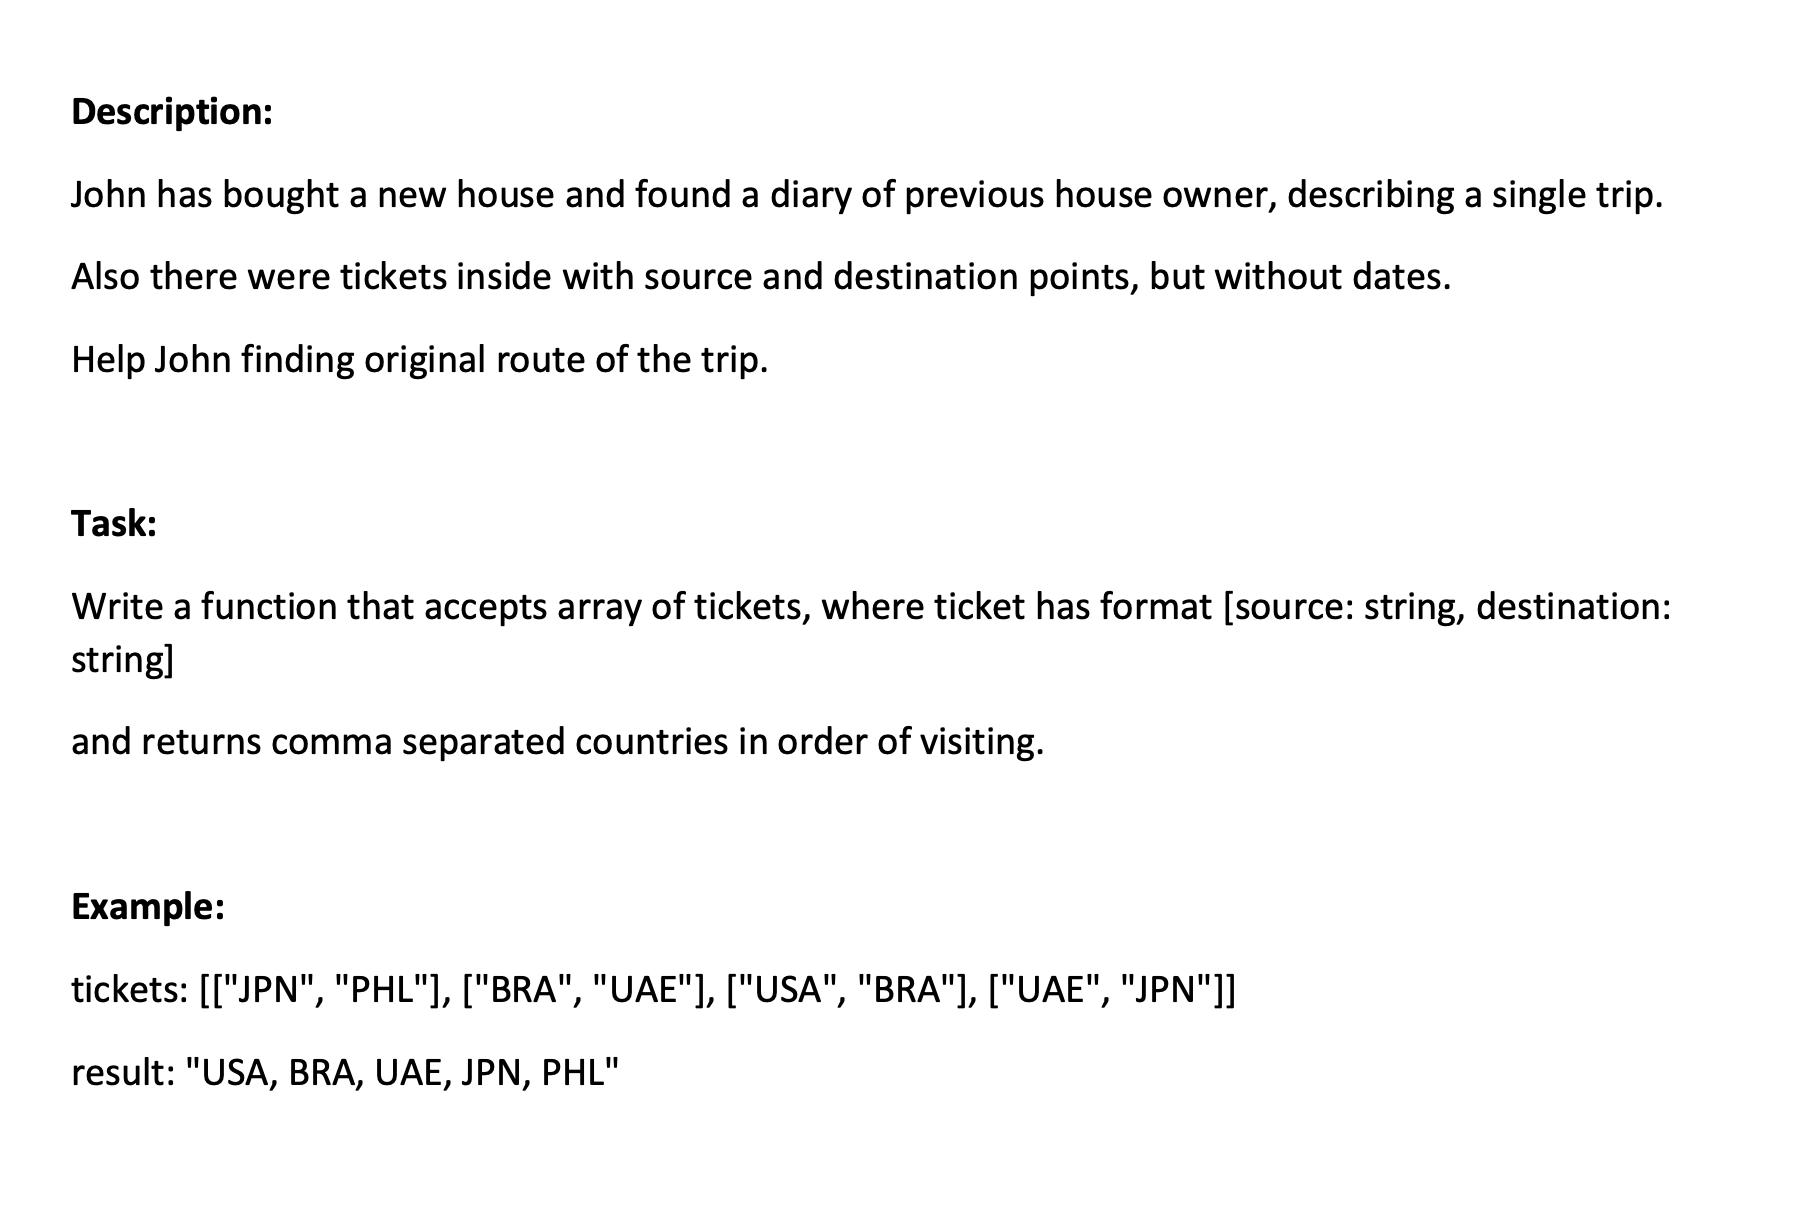 Description:
John has bought a new house and found a diary of previous house owner, describing a single trip.
Also there were tickets inside with source and destination points, but without dates.
Help John finding original route of the trip.
Task:
Write a function that accepts array of tickets, where ticket has format [source: string, destination:
string]
and returns comma separated countries in order of visiting.
Example:
tickets: [["JPN", "PHL"], ["BRA", "UAE"], ["USA", "BRA"], ["UAE", "JPN"]]
result: "USA, BRA, UAE, JPN, PHL"